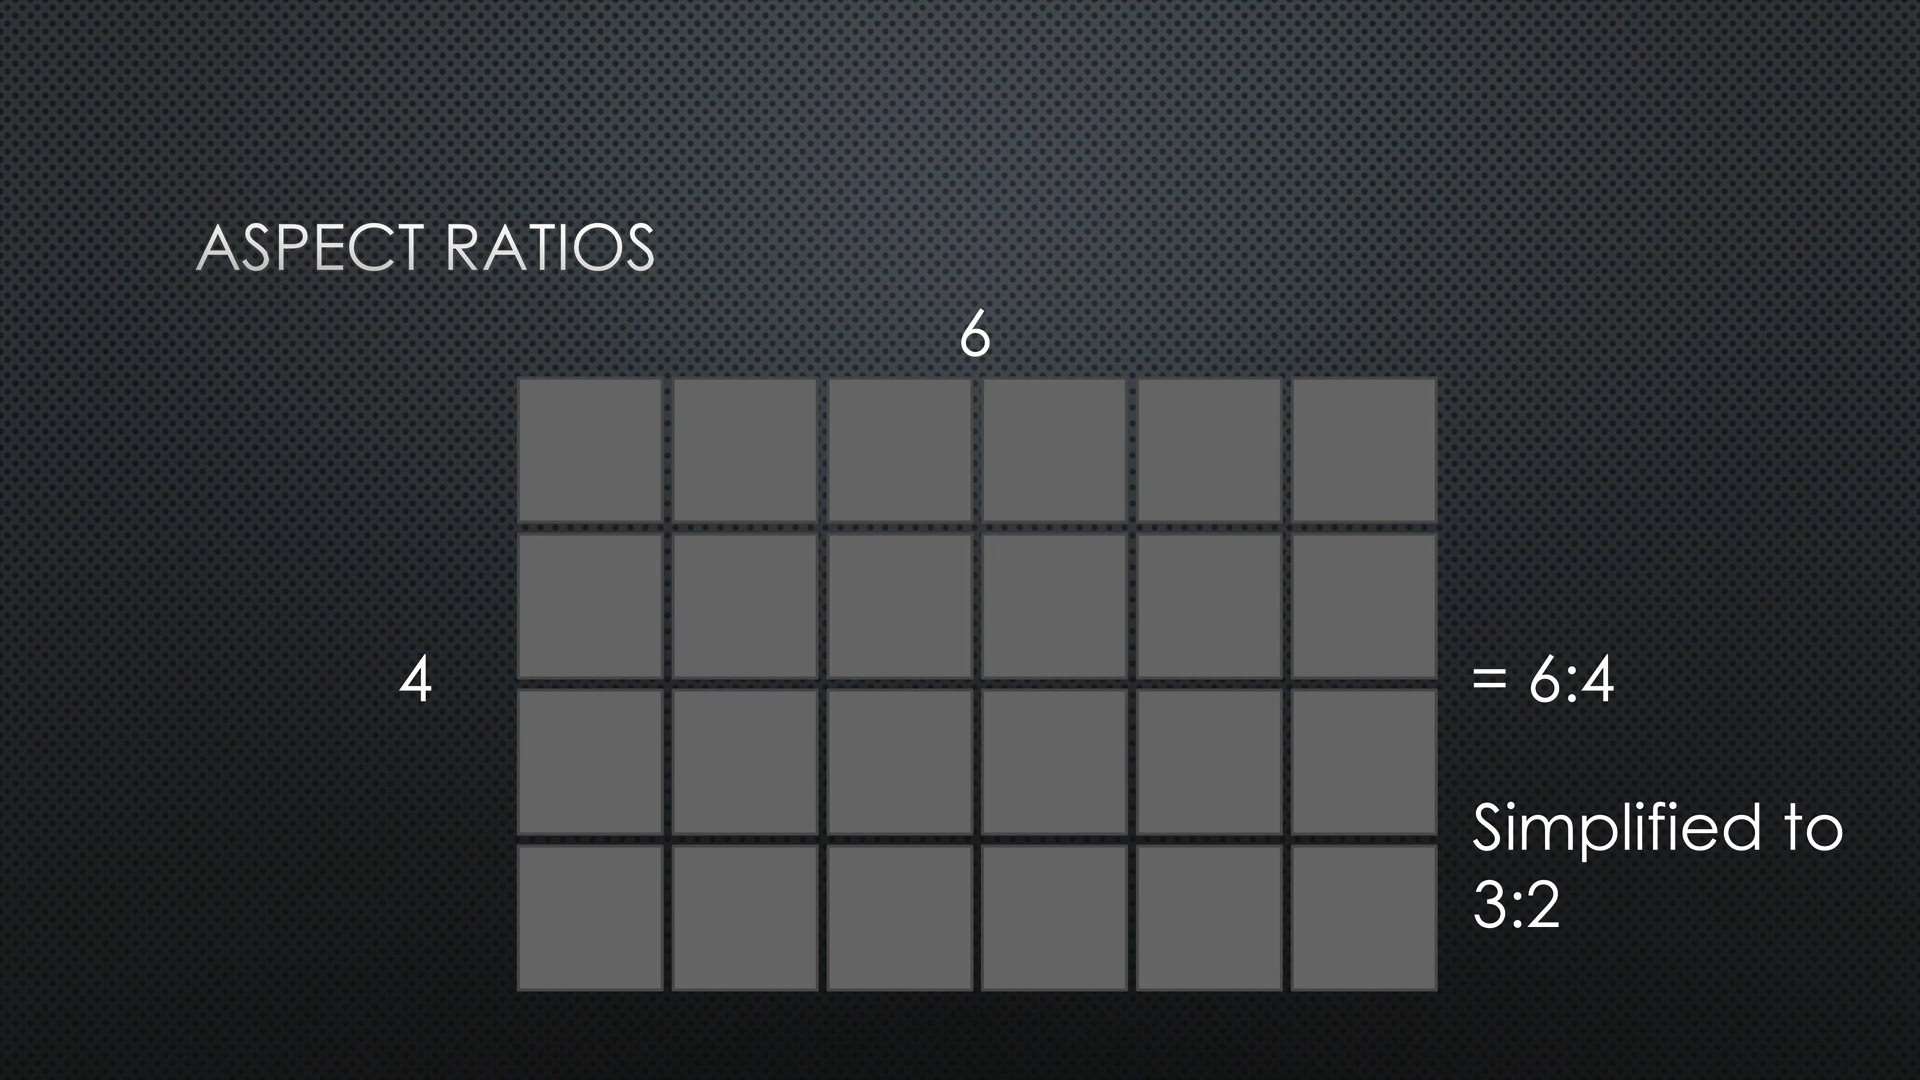 ASPECT RATIOS
6
4
= 6:4
Simplified to
3:2